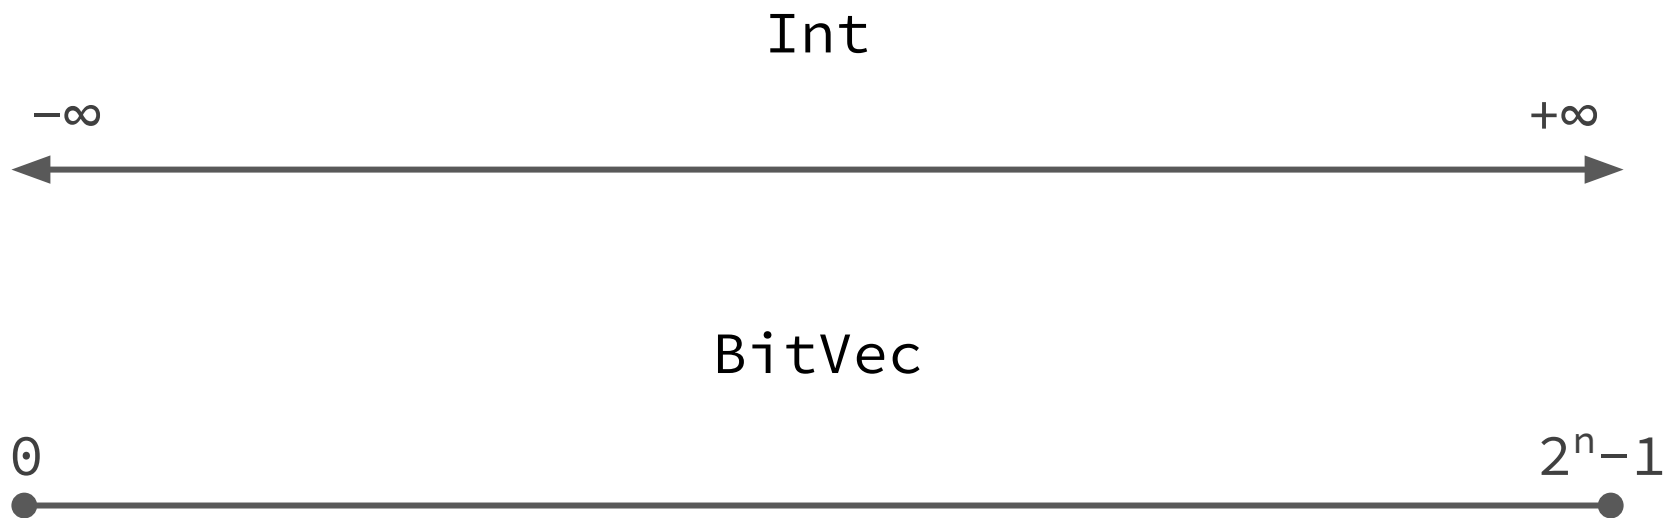 Int
−∞ +∞
BitVec
0 2ⁿ−1